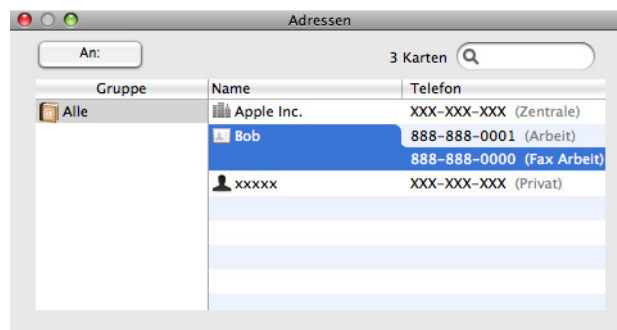 Adressen
An: 3 Karten
Gruppe Name Telefon
Alle Apple Inc. XXX-XXX-XXX (Zentrale)
Bob 888-888-0001 (Arbeit)
888-888-0000 (Fax Arbeit)
xxxxx XXX-XXX-XXX (Privat)